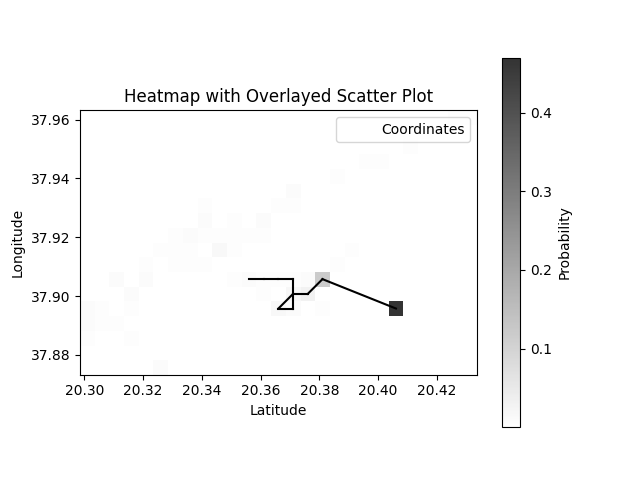 Heatmap with Overlayed Scatter Plot
Coordinates
37.96
37.94
37.92
37.90
37.88
Longitude
20.30 20.32 20.34 20.36 20.38 20.40 20.42
Latitude
0.4
0.3
0.2
0.1
Probability